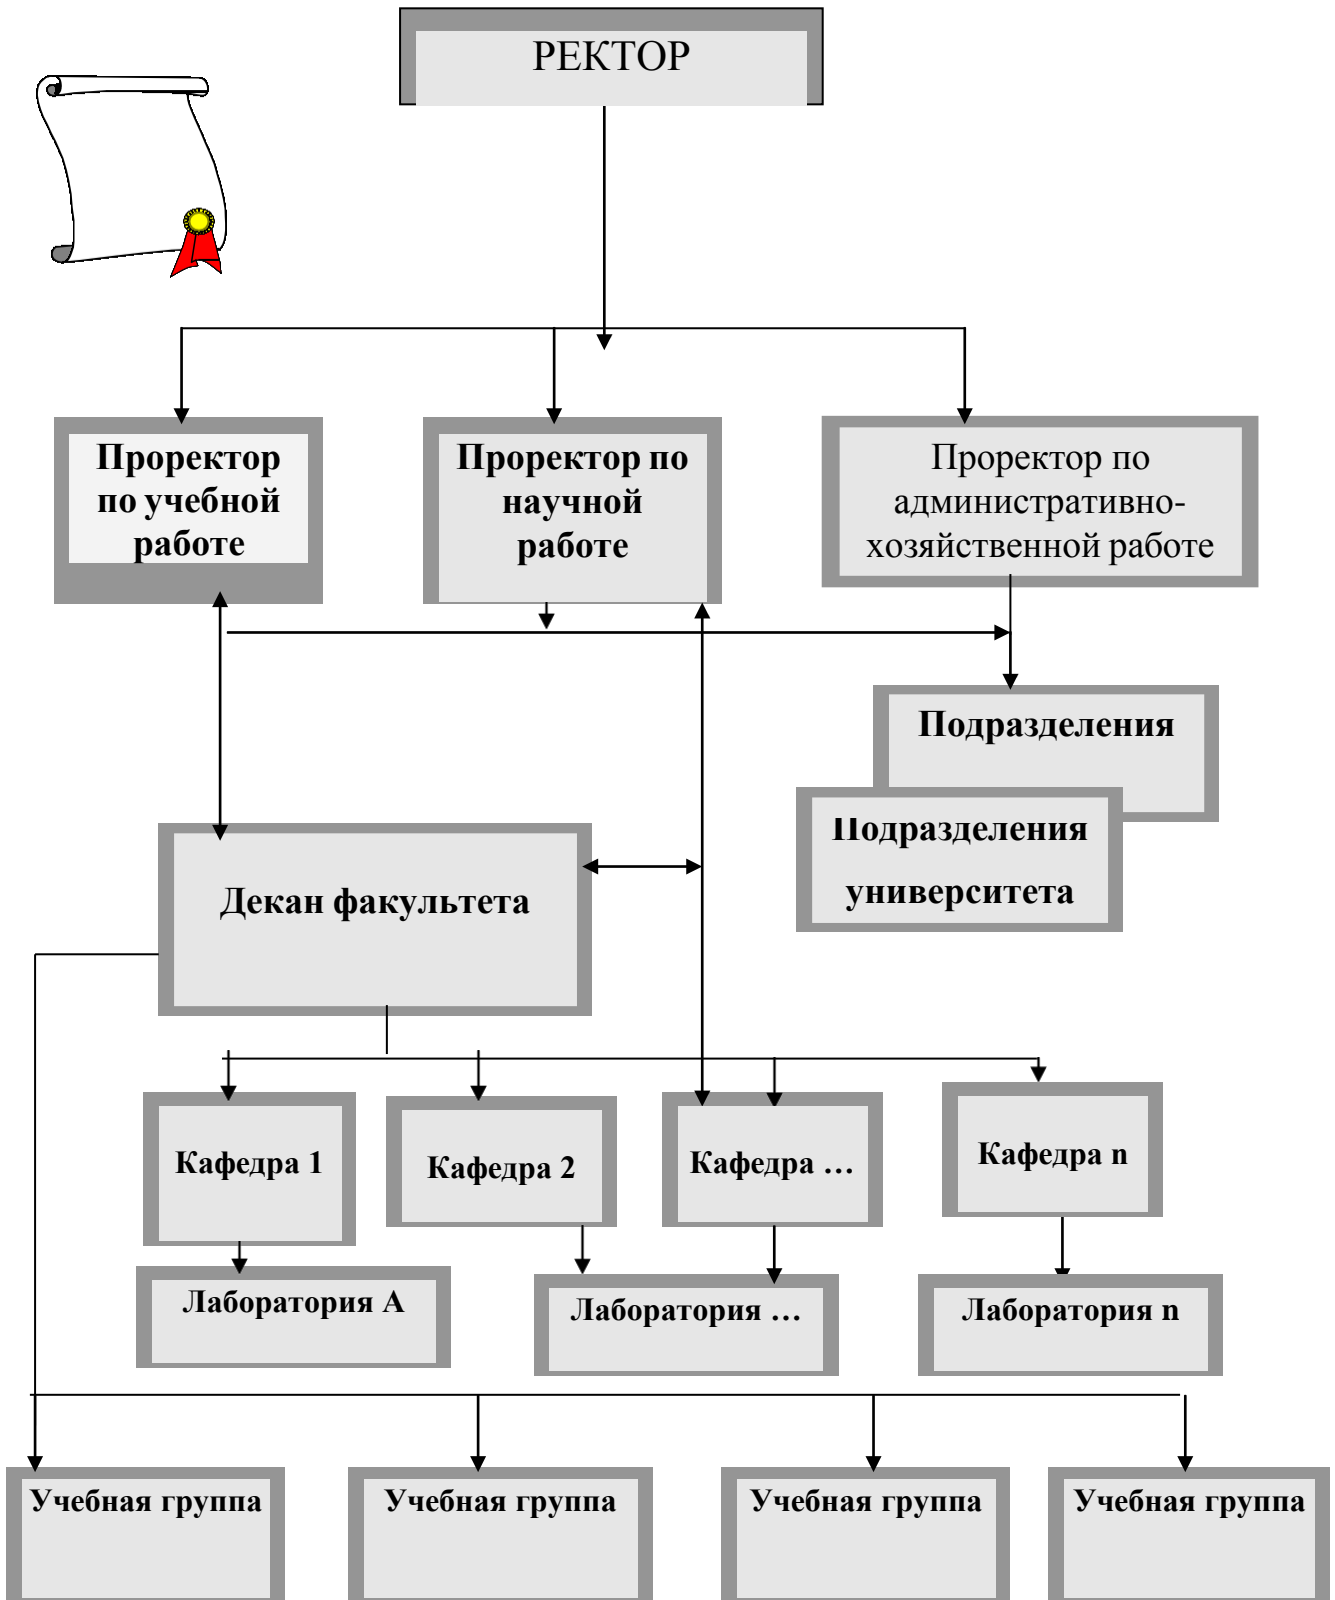 РЕКТОР
Проректор
по учебной
работе
Проректор по
научной
работе
Проректор по
административно-
хозяйственной работе
Подразделения
Подразделения
университета
Декан факультета
Кафедра 1
Кафедра 2
Кафедра ...
Кафедра n
Лаборатория А
Лаборатория ...
Лаборатория n
Учебная группа
Учебная группа
Учебная группа
Учебная группа